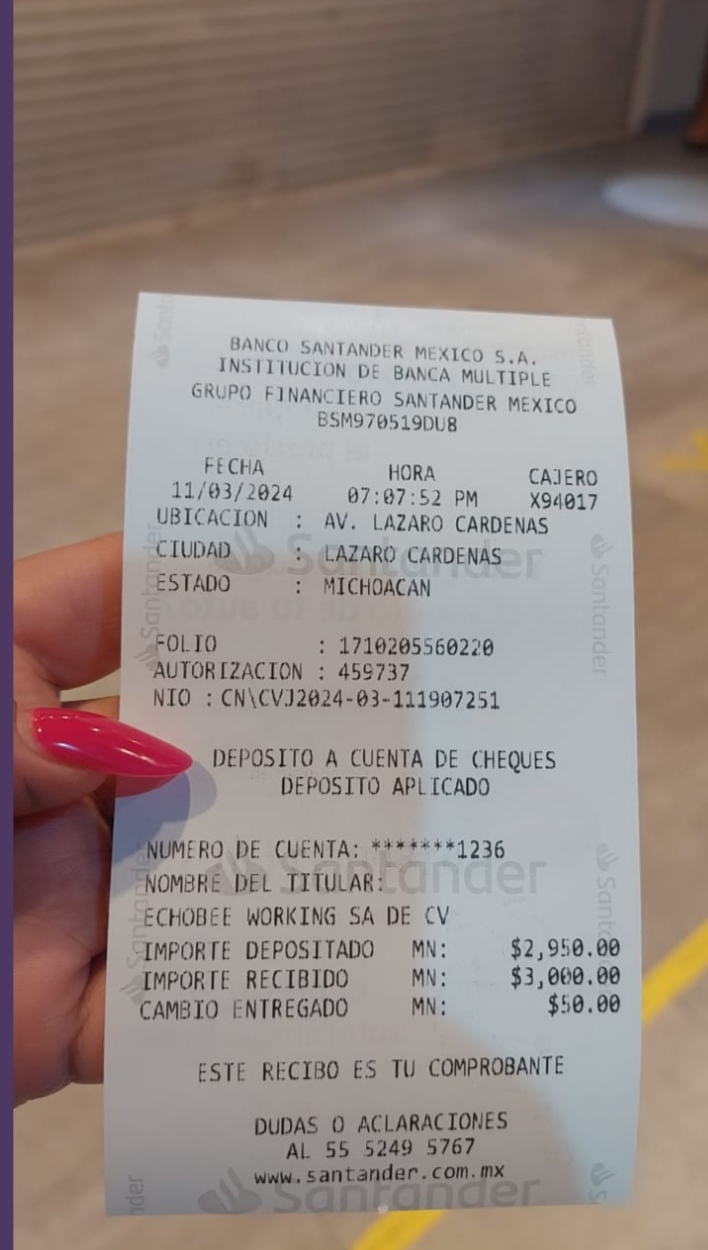 BANCO SANTANDER MEXICO S.A.
INSTITUCION DE BANCA MULTIPLE
GRUPO FINANCIERO SANTANDER MEXICO
BSM970519DU8
FECHA HORA CAJERO
11/03/2024 07:07:52 PM X94017
UBICACION : AV. LAZARO CARDENAS
CIUDAD : LAZARO CARDENAS
ESTADO : MICHOACAN
FOLIO : 1710205560220
AUTORIZACION : 459737
NIO : CN\CVJ2024-03-111907251
DEPOSITO A CUENTA DE CHEQUES
DEPOSITO APLICADO
NUMERO DE CUENTA: *******1236
NOMBRE DEL TITULAR:
ECHOBEE WORKING SA DE CV
IMPORTE DEPOSITADO MN: $2,950.00
IMPORTE RECIBIDO MN: $3,000.00
CAMBIO ENTREGADO MN: $50.00
ESTE RECIBO ES TU COMPROBANTE
DUDAS O ACLARACIONES
AL 55 5249 5767
www.santander.com.mx
Santander